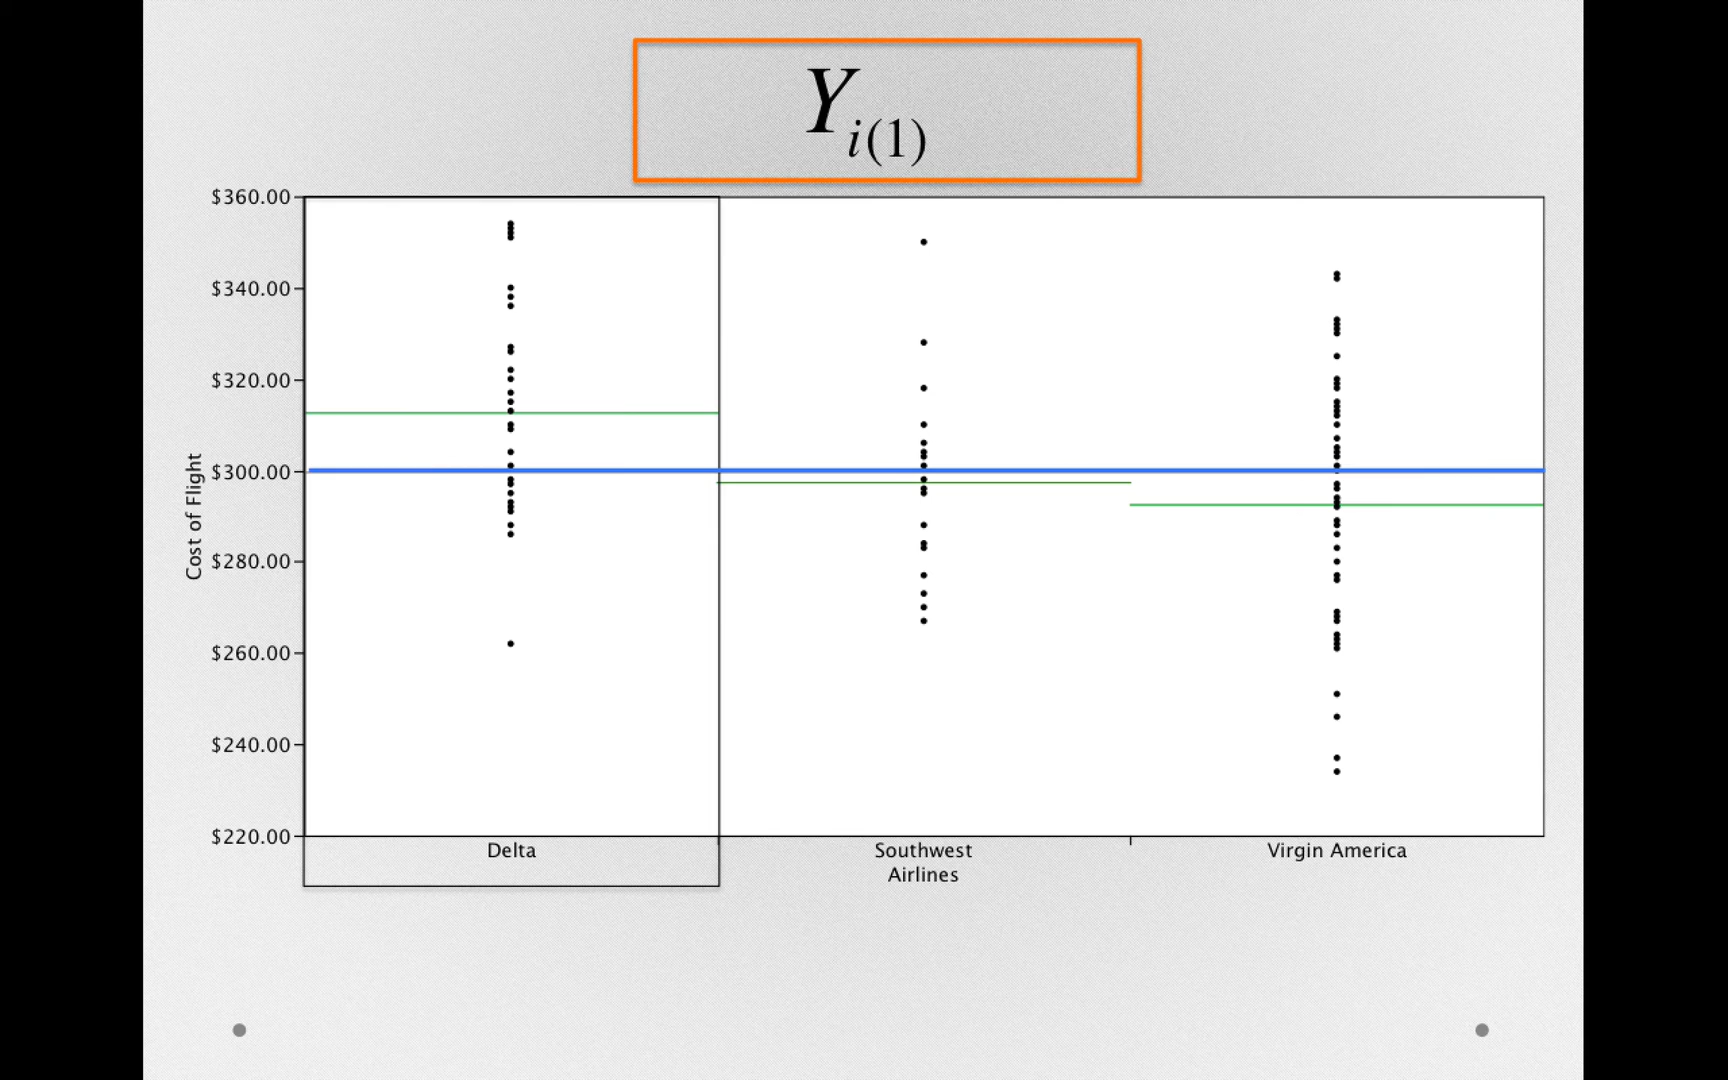 Y_{i(1)}
$360.00
$340.00
$320.00
$300.00
$280.00
$260.00
$240.00
$220.00
Cost of Flight
Delta
Southwest
Airlines
Virgin America